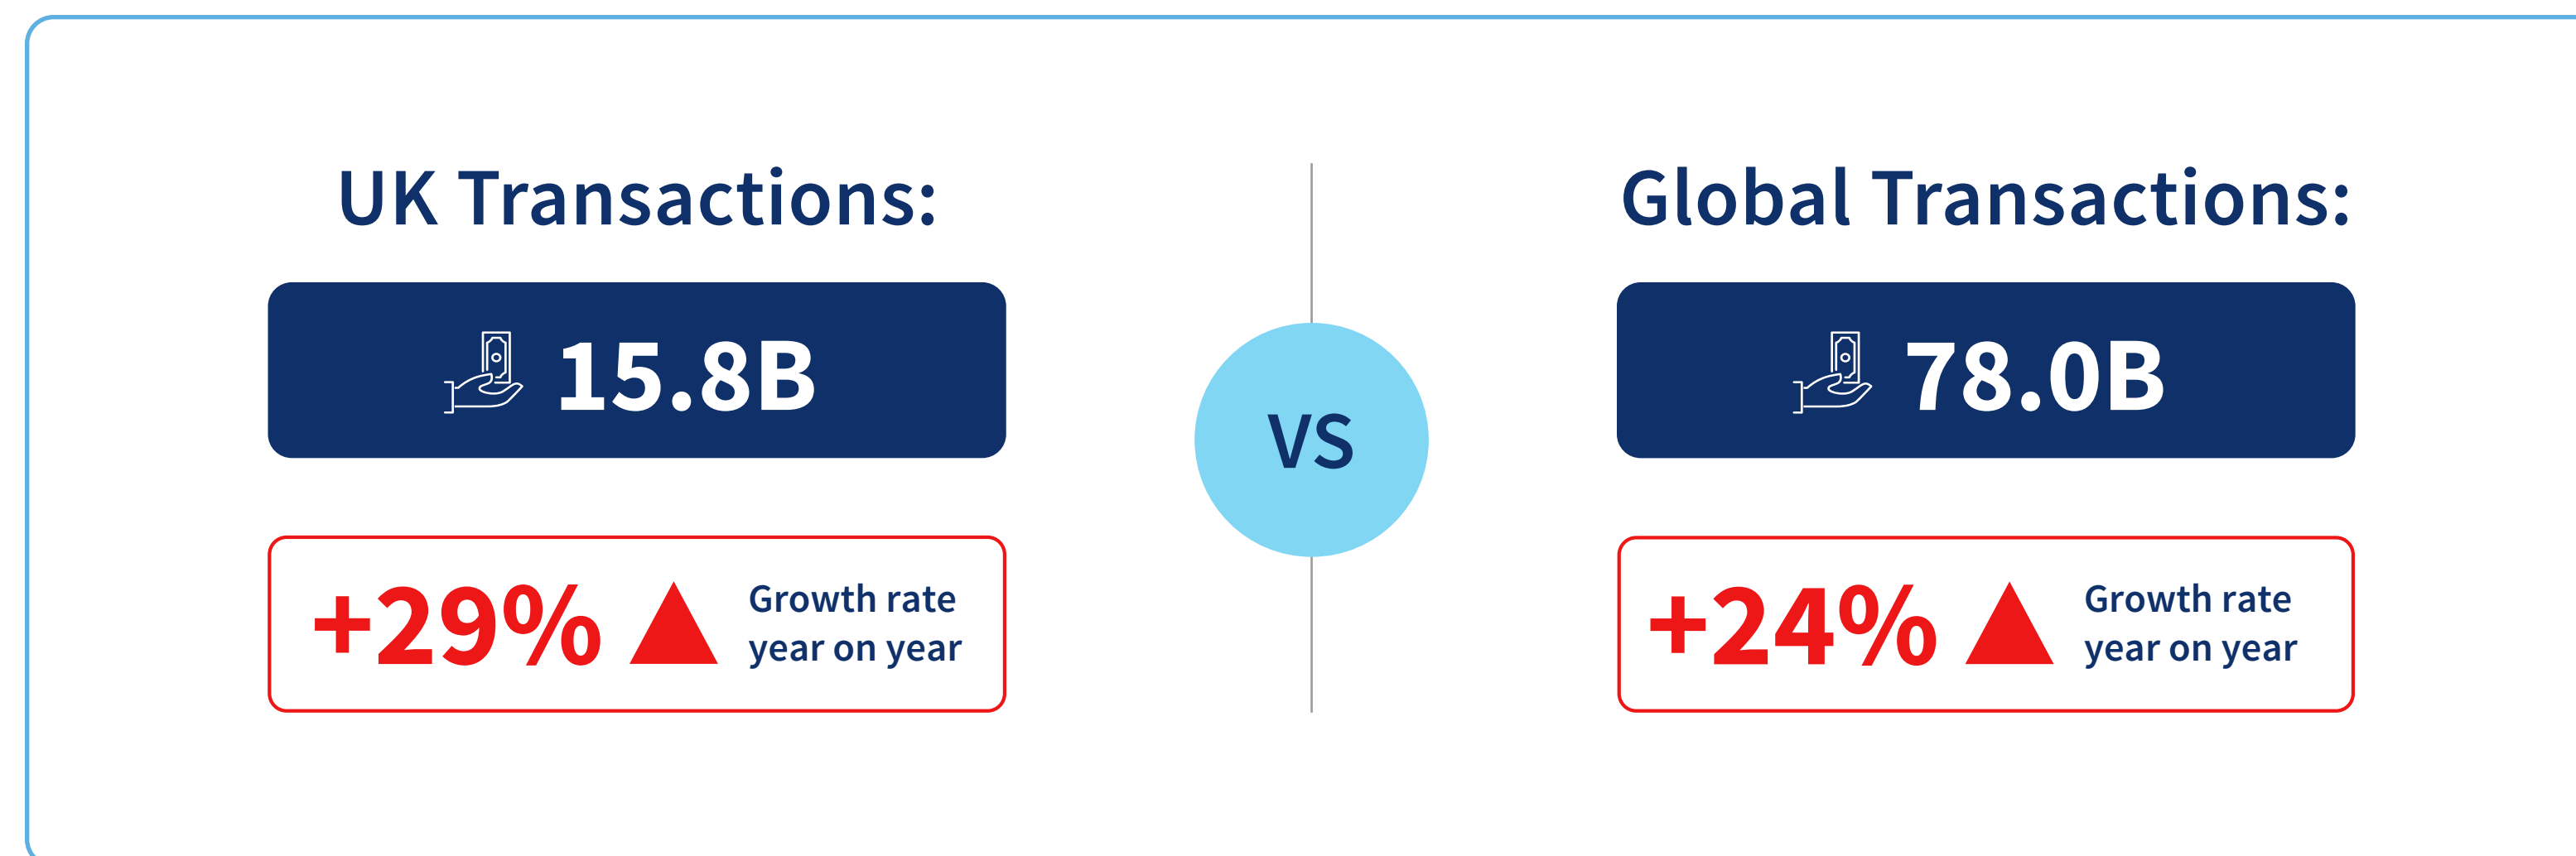 UK Transactions:
15.8B
+29%
Growth rate
year on year
VS
Global Transactions:
78.0B
+24%
Growth rate
year on year